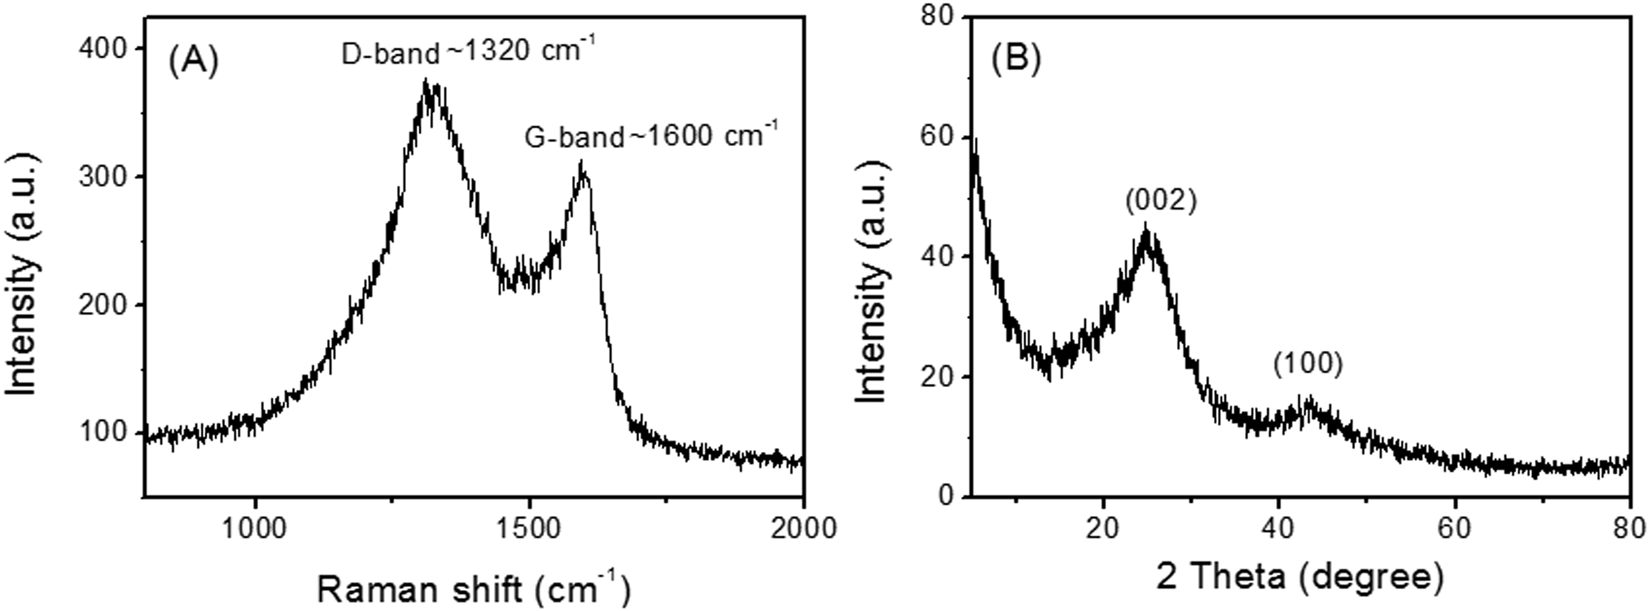 (A)
D-band ~1320 cm⁻¹
G-band ~1600 cm⁻¹
400
300
200
100
1000 1500 2000
Intensity (a.u.)
Raman shift (cm⁻¹)
(B)
(002)
(100)
80
60
40
20
0
20 40 60 80
Intensity (a.u.)
2 Theta (degree)